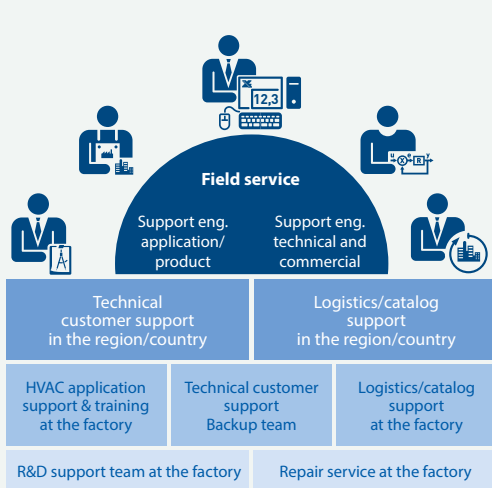 12,3
u
X
R
y
Field service
Support eng.
application/
product
Support eng.
technical and
commercial
Technical
customer support
in the region/country
Logistics/catalog
support
in the region/country
HVAC application
support & training
at the factory
Technical customer
support
Backup team
Logistics/catalog
support
at the factory
R&D support team at the factory
Repair service at the factory